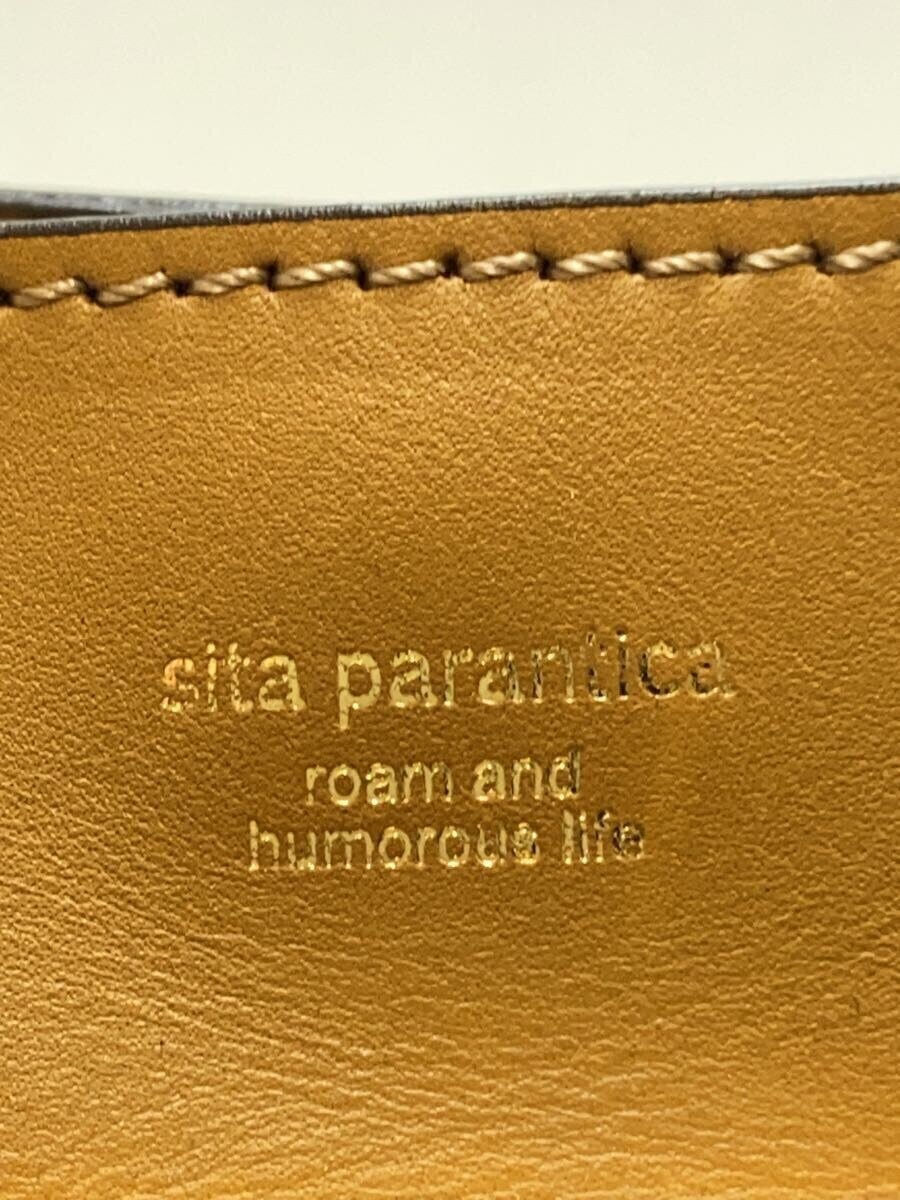 sita parantica
roam and
humorous life